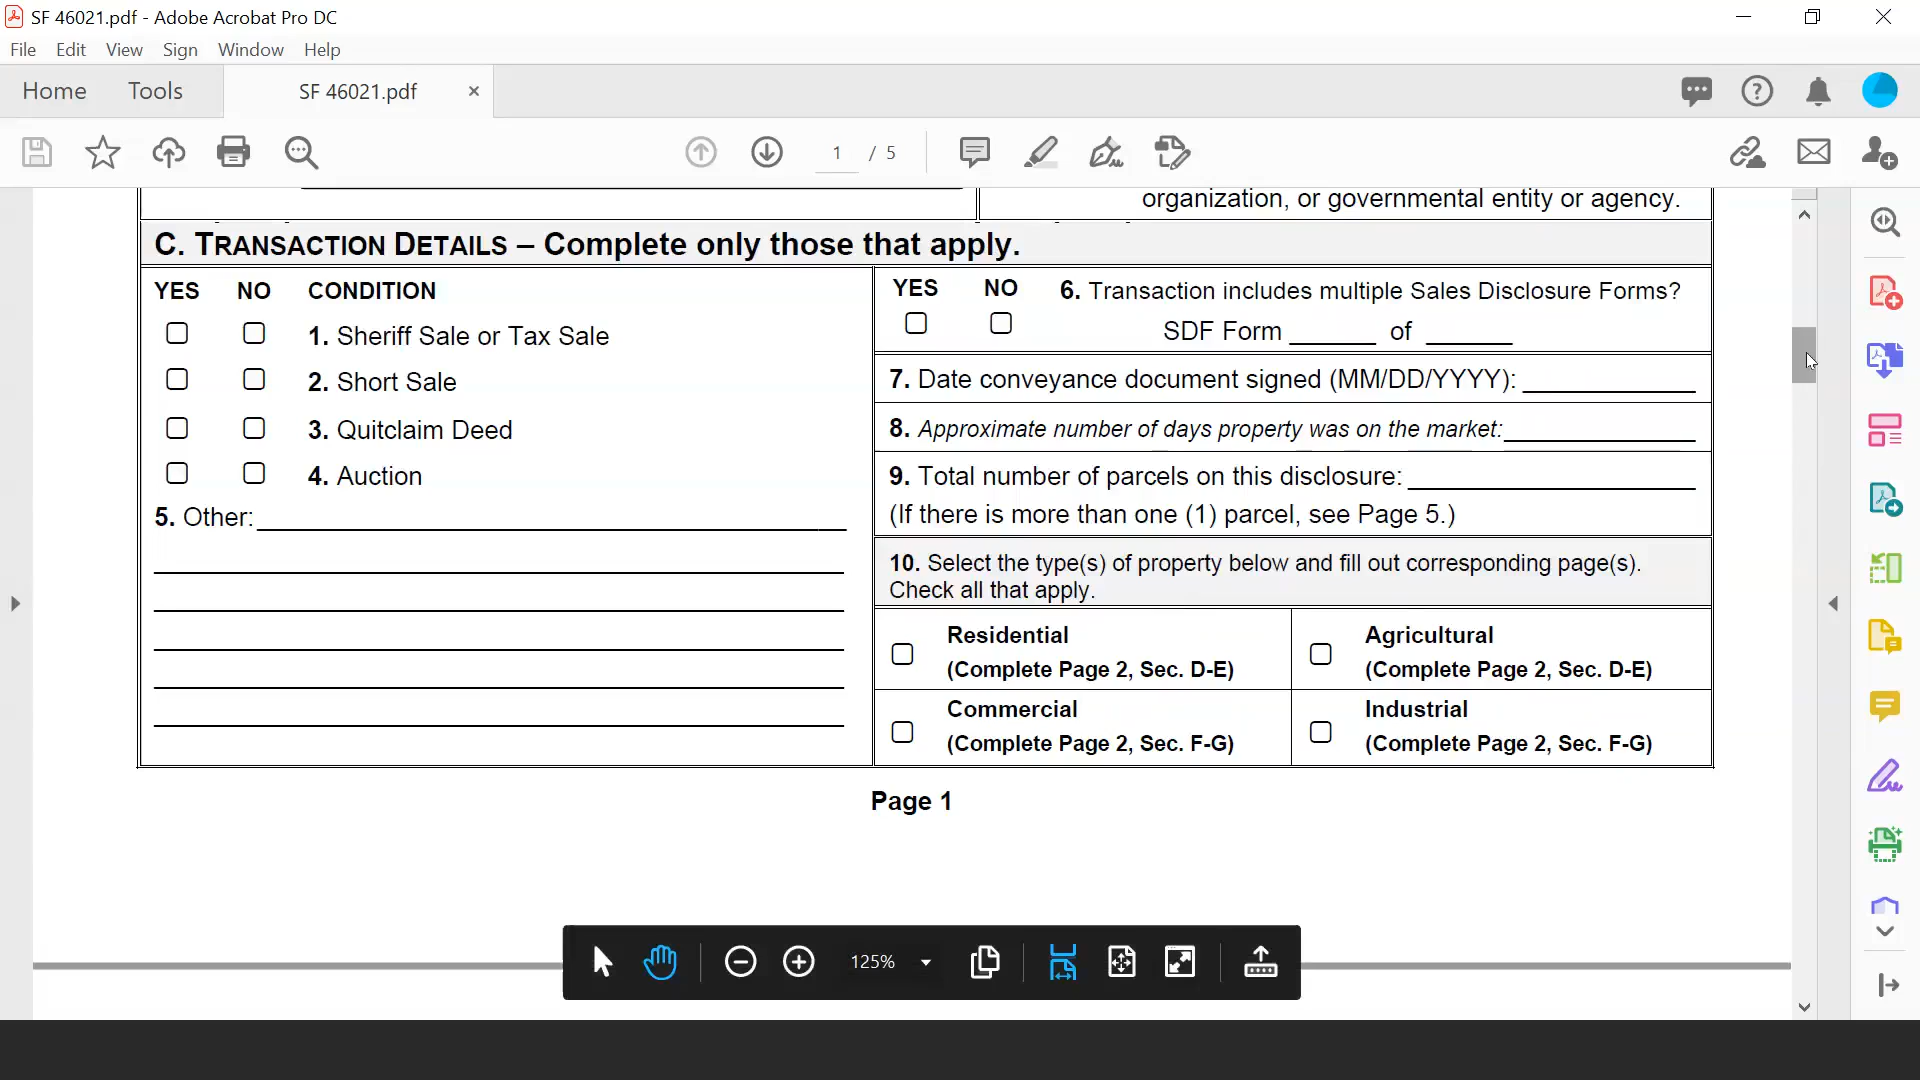 SF 46021.pdf - Adobe Acrobat Pro DC
File Edit View Sign Window Help
Home Tools SF 46021.pdf
1 / 5
organization, or governmental entity or agency.
C. TRANSACTION DETAILS – Complete only those that apply.
YES NO CONDITION
1. Sheriff Sale or Tax Sale
2. Short Sale
3. Quitclaim Deed
4. Auction
5. Other:
YES NO 6. Transaction includes multiple Sales Disclosure Forms?
SDF Form ______ of ______
7. Date conveyance document signed (MM/DD/YYYY):
8. Approximate number of days property was on the market:
9. Total number of parcels on this disclosure:
(If there is more than one (1) parcel, see Page 5.)
10. Select the type(s) of property below and fill out corresponding page(s).
Check all that apply.
Residential
(Complete Page 2, Sec. D-E)
Agricultural
(Complete Page 2, Sec. D-E)
Commercial
(Complete Page 2, Sec. F-G)
Industrial
(Complete Page 2, Sec. F-G)
Page 1
125%